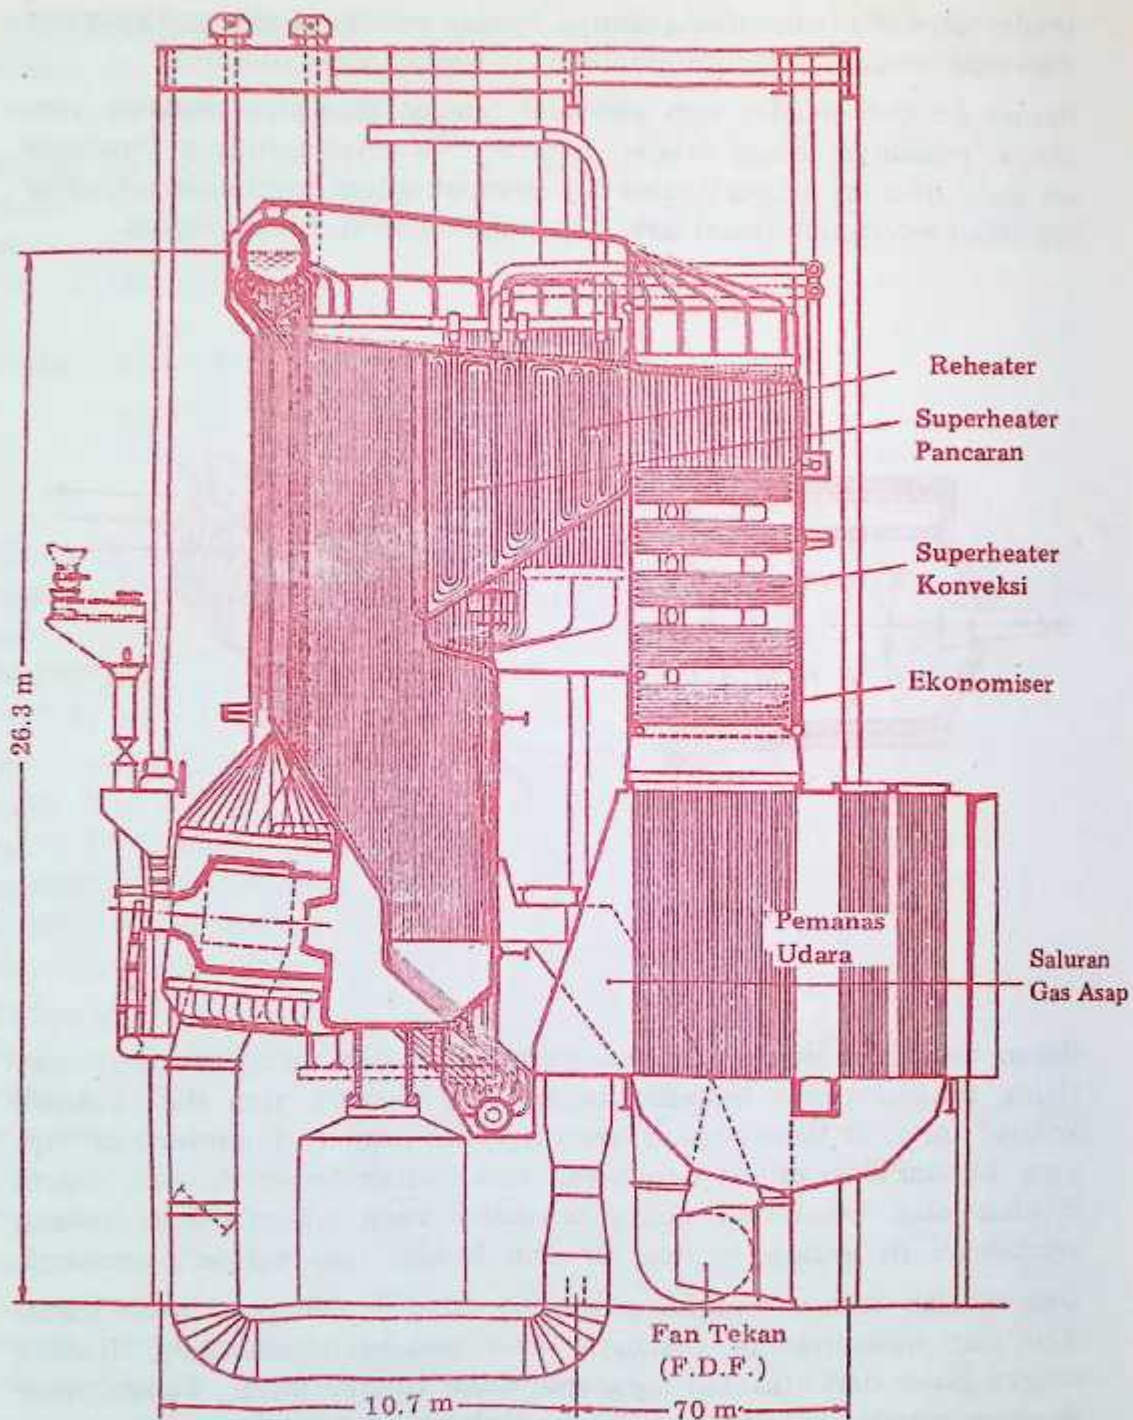 Reheater
Superheater
Pancaran
Superheater
Konveksi
Ekonomiser
26.3 m
Pemanas
Udara
Saluran
Gas Asap
Fan Tekan
(F.D.F.)
10.7 m
70 m